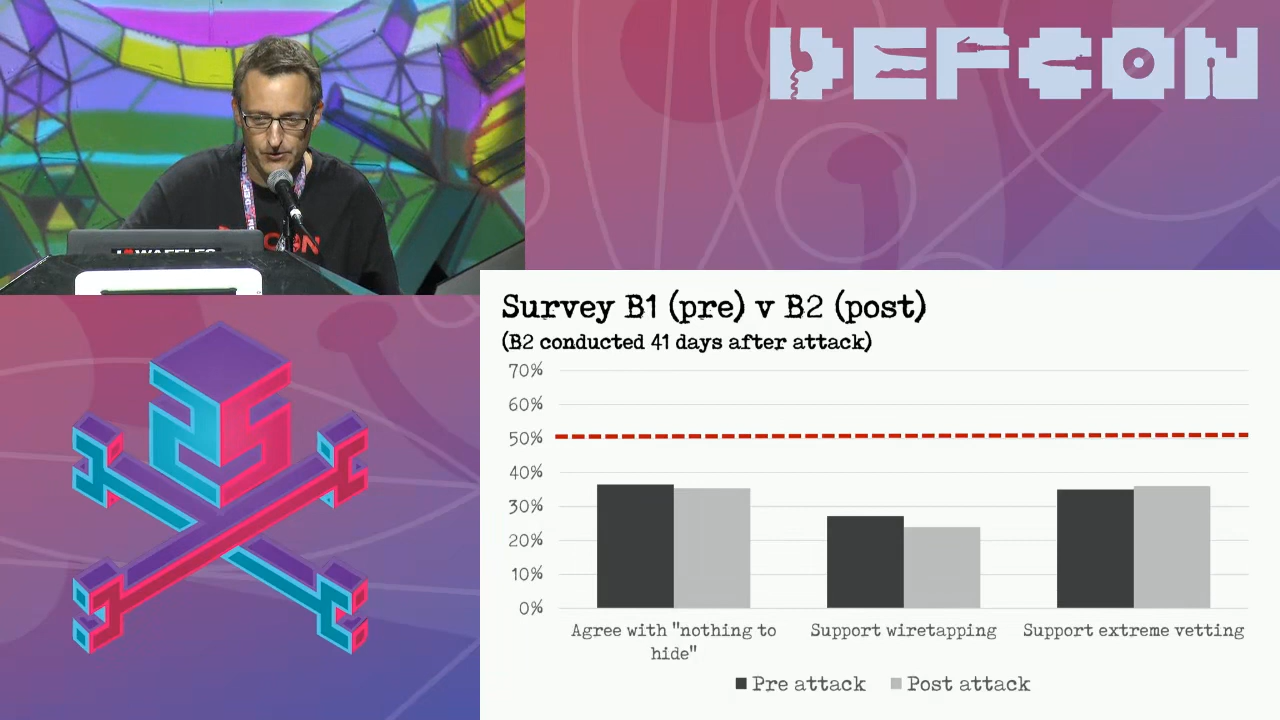 DEFCON
I WAFFLES
Survey B1 (pre) v B2 (post)
(B2 conducted 41 days after attack)
70%
60%
50%
40%
30%
20%
10%
0%
Agree with "nothing to
hide"
Support wiretapping
Support extreme vetting
Pre attack
Post attack